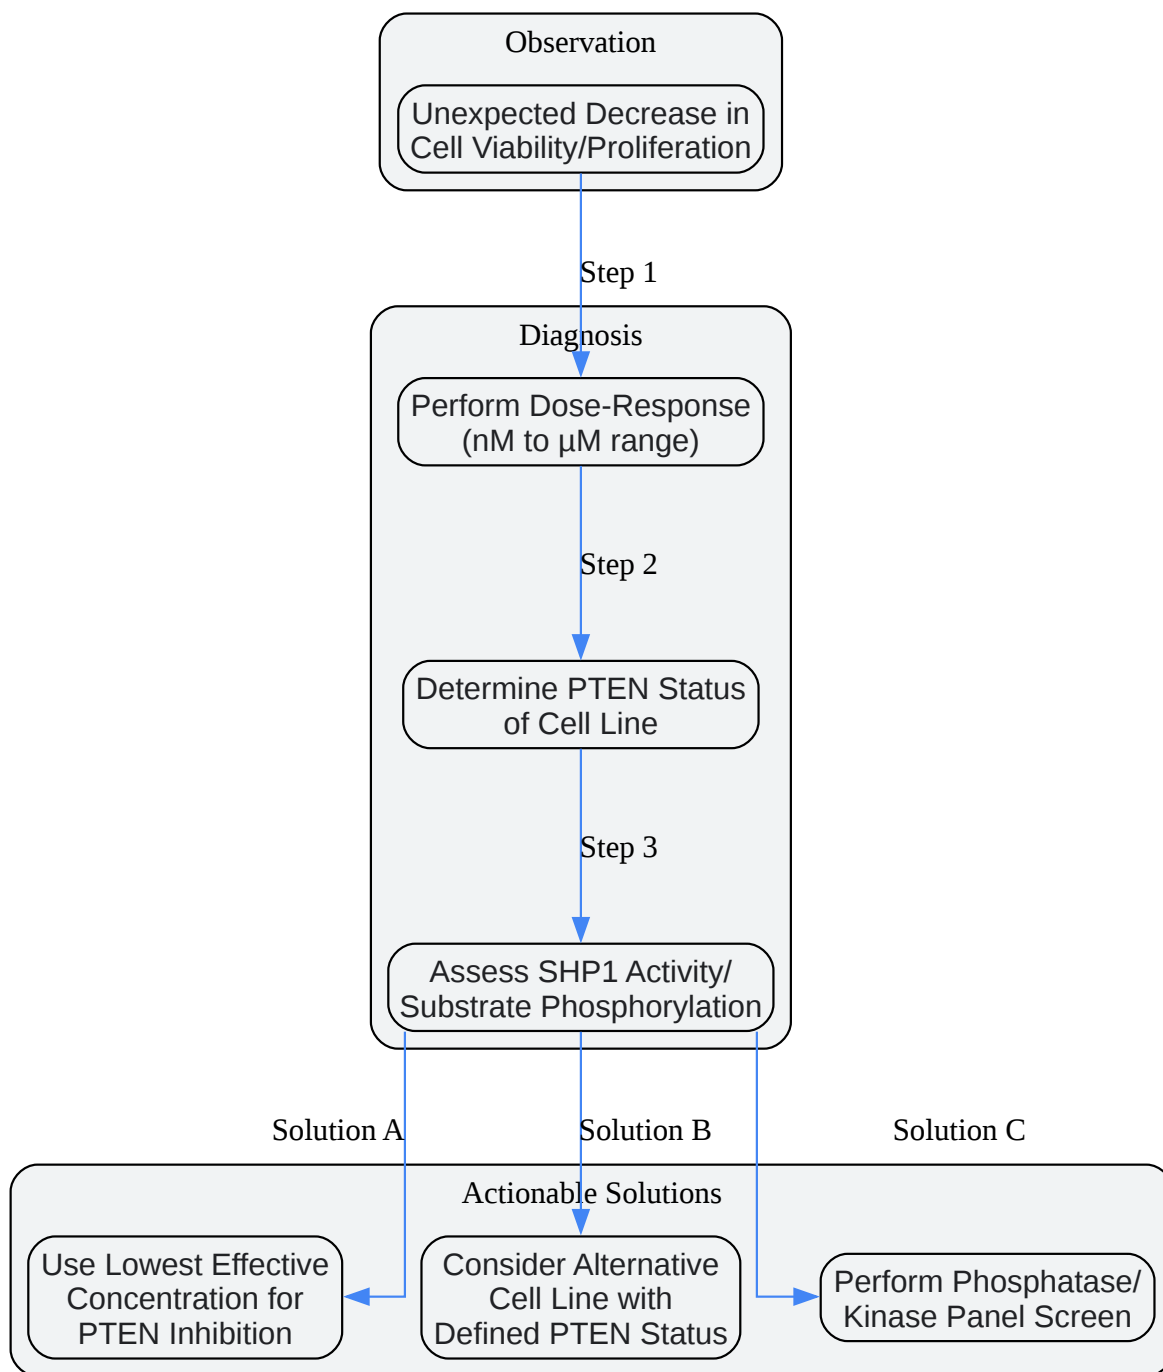 Observation
Unexpected Decrease in
Cell Viability/Proliferation
Step 1
Diagnosis
Perform Dose-Response
(nM to µM range)
Step 2
Determine PTEN Status
of Cell Line
Step 3
Assess SHP1 Activity/
Substrate Phosphorylation
Solution A
Solution B
Solution C
Actionable Solutions
Use Lowest Effective
Concentration for
PTEN Inhibition
Consider Alternative
Cell Line with
Defined PTEN Status
Perform Phosphatase/
Kinase Panel Screen